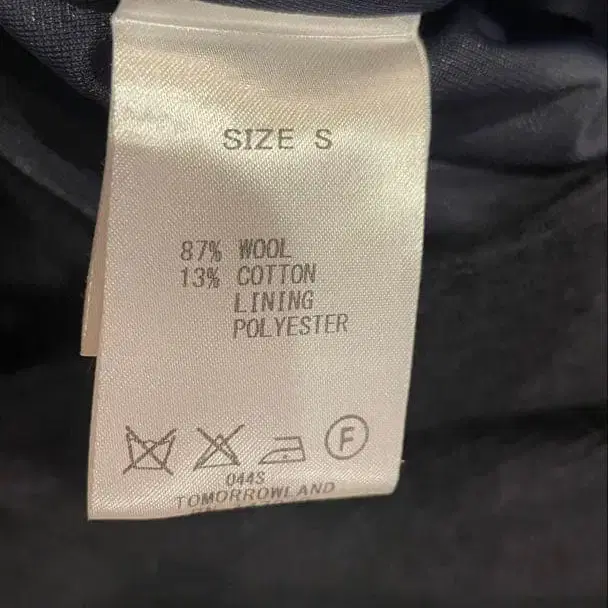 SIZE S
87% WOOL
13% COTTON
LINING
POLYESTER
F
044S
TOMORROWLAND